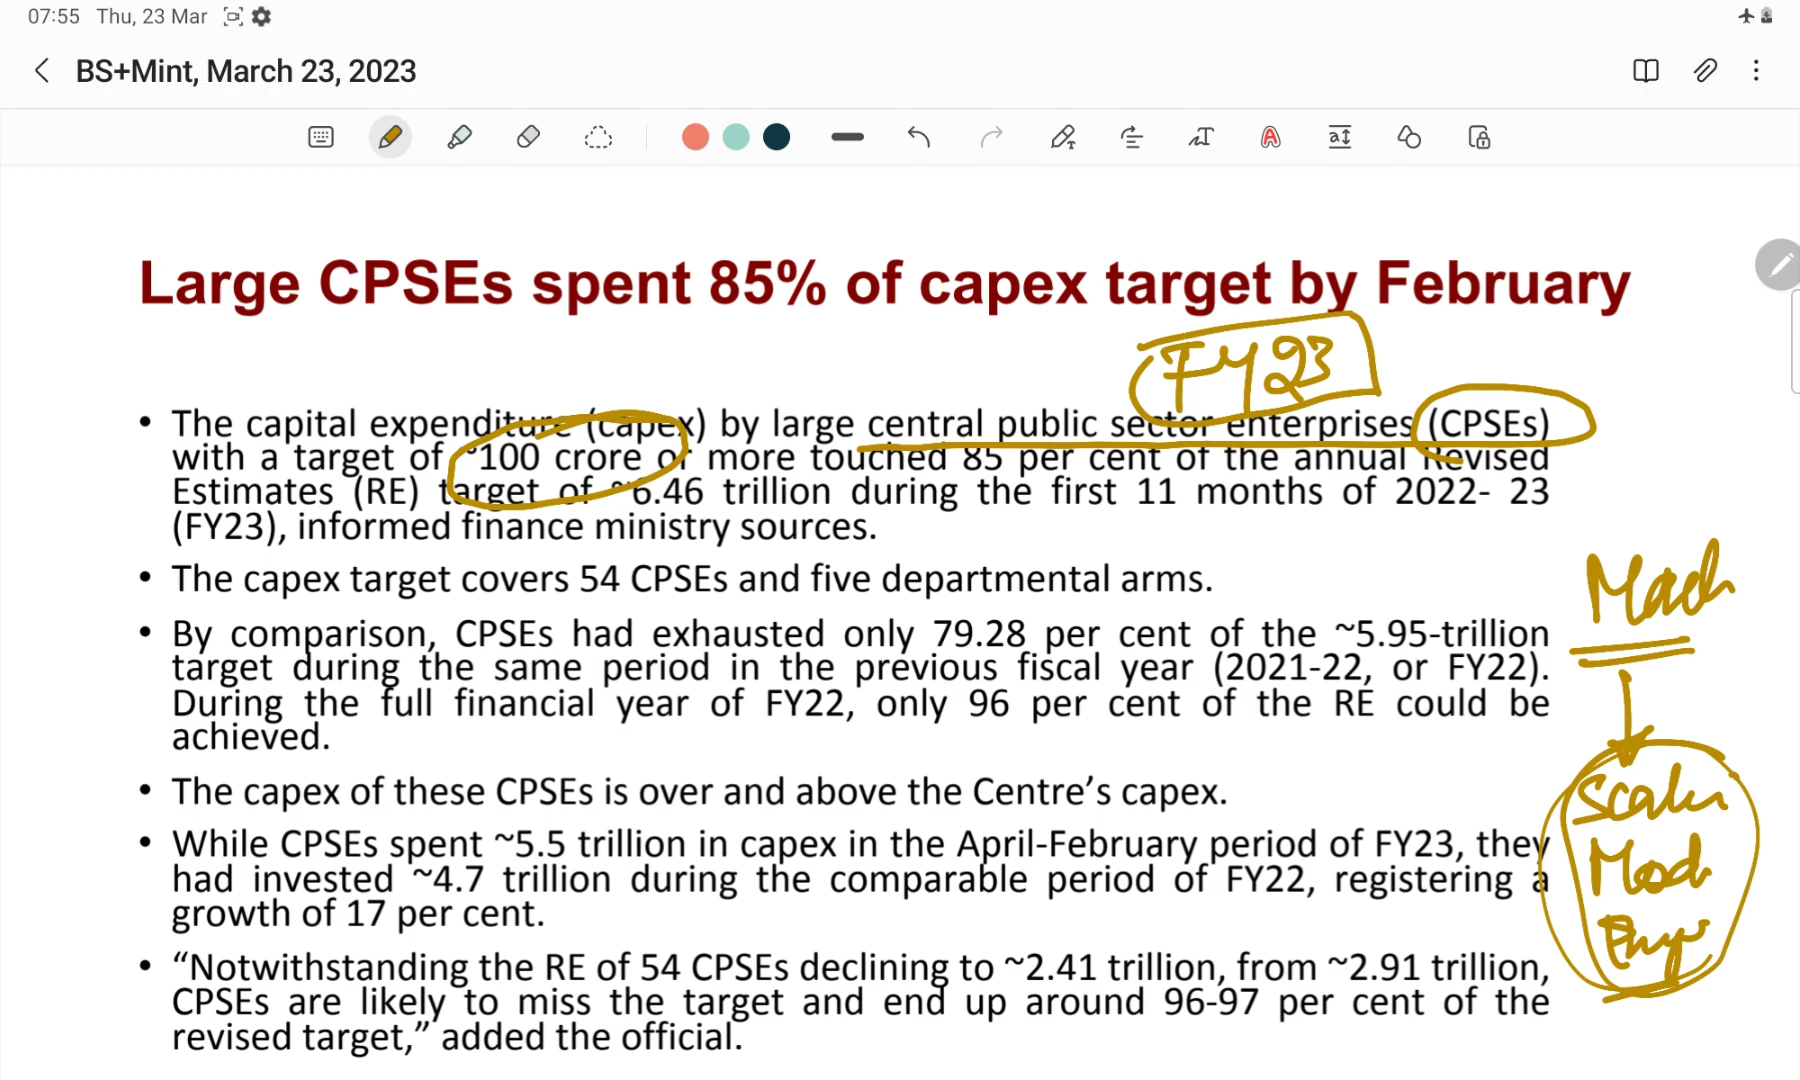 07:55 Thu, 23 Mar
BS+Mint, March 23, 2023
Large CPSEs spent 85% of capex target by February
FY23
• The capital expenditure (capex) by large central public sector enterprises (CPSEs)
with a target of ~100 crore or more touched 85 per cent of the annual Revised
Estimates (RE) target of ~6.46 trillion during the first 11 months of 2022- 23
(FY23), informed finance ministry sources.
• The capex target covers 54 CPSEs and five departmental arms.
• By comparison, CPSEs had exhausted only 79.28 per cent of the ~5.95-trillion
target during the same period in the previous fiscal year (2021-22, or FY22).
During the full financial year of FY22, only 96 per cent of the RE could be
achieved.
• The capex of these CPSEs is over and above the Centre’s capex.
• While CPSEs spent ~5.5 trillion in capex in the April-February period of FY23, they
had invested ~4.7 trillion during the comparable period of FY22, registering a
growth of 17 per cent.
• “Notwithstanding the RE of 54 CPSEs declining to ~2.41 trillion, from ~2.91 trillion,
CPSEs are likely to miss the target and end up around 96-97 per cent of the
revised target,” added the official.